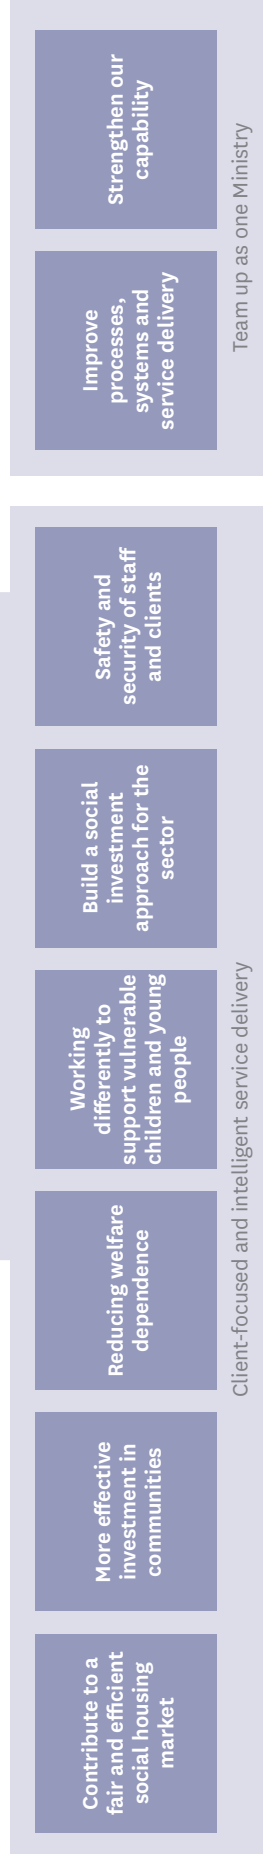 Contribute to a
fair and efficient
social housing
market
More effective
investment in
communities
Reducing welfare
dependence
Working
differently to
support vulnerable
children and young
people
Build a social
investment
approach for the
sector
Safety and
security of staff
and clients
Client-focused and intelligent service delivery
Improve
processes,
systems and
service delivery
Strengthen our
capability
Team up as one Ministry